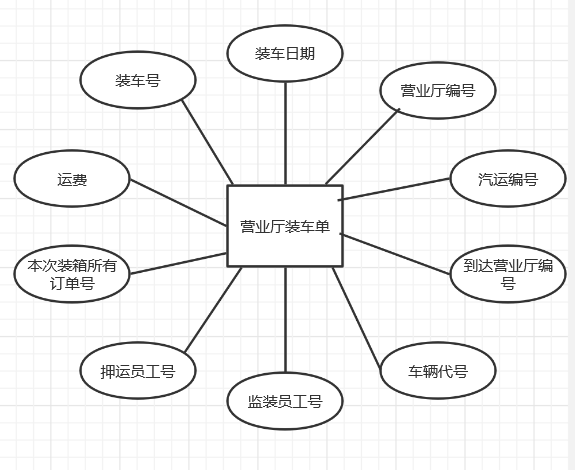 装车日期
装车号
营业厅编号
运费
汽运编号
营业厅装车单
本次装箱所有
订单号
到达营业厅编
号
押运员工号
车辆代号
监装员工号